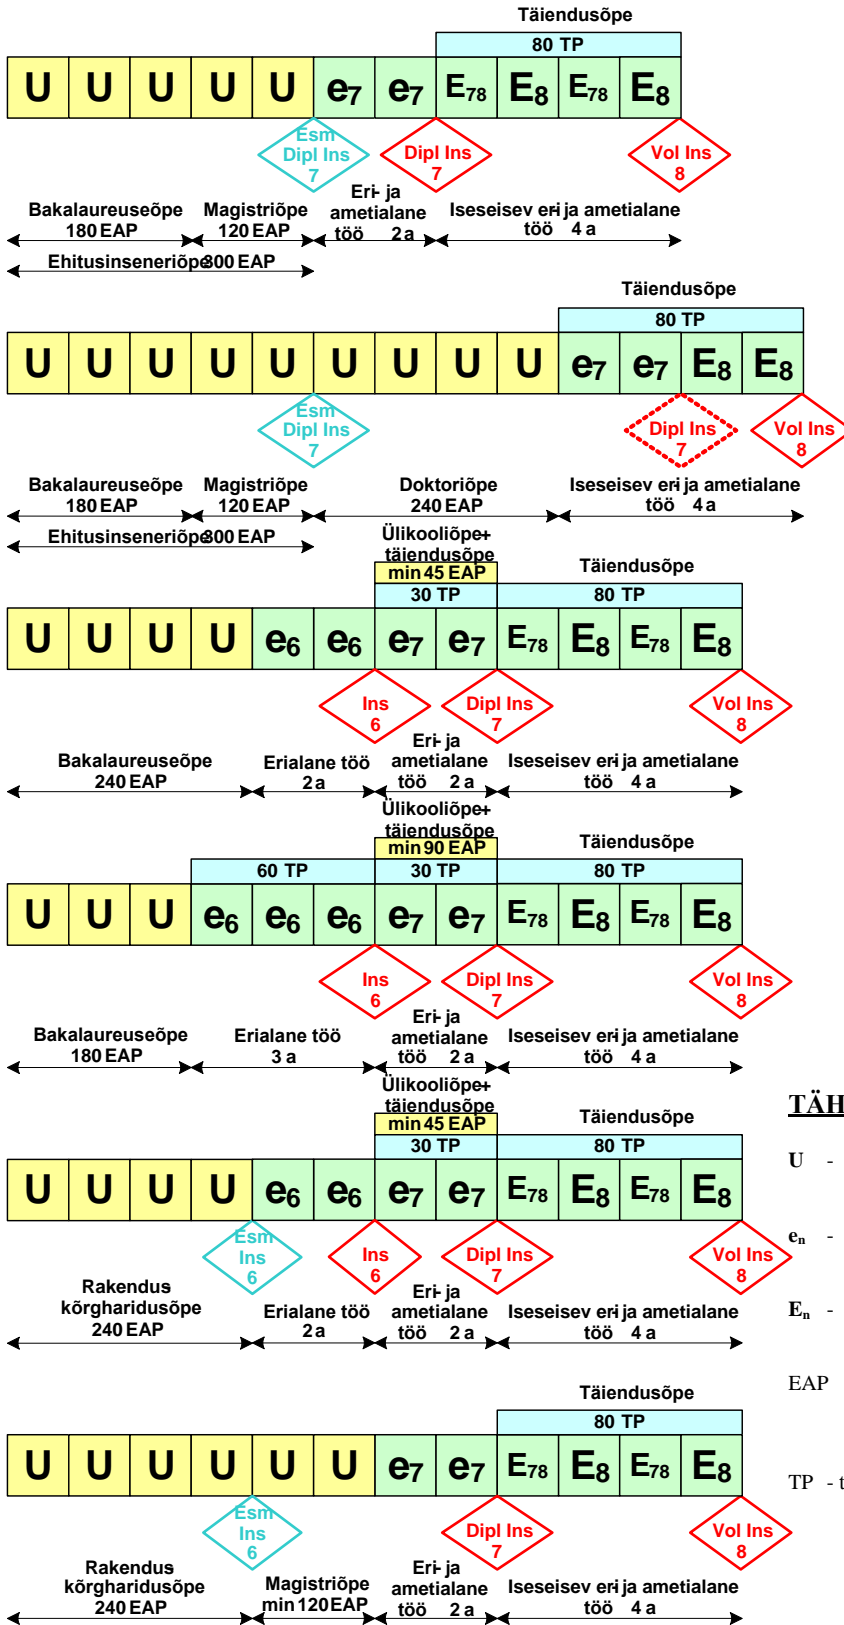 Täiendusõpe
80 TP
U U U U U e7 e7 E78 E8 E78 E8
Esm
Dipl Ins
7
Dipl Ins
7
Vol Ins
8
Bakalaureuseõpe
180 EAP
Magistriõpe
120 EAP
Eri- ja
ametialane
töö 2 a
Iseseisev eri- ja ametialane
töö 4 a
Ehitusinseneriõpe 300 EAP
Täiendusõpe
80 TP
U U U U U U U U U e7 e7 E8 E8
Esm
Dipl Ins
7
Dipl Ins
7
Vol Ins
8
Bakalaureuseõpe
180 EAP
Magistriõpe
120 EAP
Doktoriõpe
240 EAP
Iseseisev eri- ja ametialane
töö 4 a
Ehitusinseneriõpe 300 EAP
Ülikooliõpe+
täiendusõpe
min 45 EAP
30 TP
Täiendusõpe
80 TP
U U U U e6 e6 e7 e7 E78 E8 E78 E8
Ins
6
Dipl Ins
7
Vol Ins
8
Bakalaureuseõpe
240 EAP
Erialane töö
2 a
Eri- ja
ametialane
töö 2 a
Iseseisev eri- ja ametialane
töö 4 a
Ülikooliõpe+
täiendusõpe
min 90 EAP
60 TP
30 TP
Täiendusõpe
80 TP
U U U e6 e6 e6 e7 e7 E78 E8 E78 E8
Ins
6
Dipl Ins
7
Vol Ins
8
Bakalaureuseõpe
180 EAP
Erialane töö
3 a
Eri- ja
ametialane
töö 2 a
Iseseisev eri- ja ametialane
töö 4 a
Ülikooliõpe+
täiendusõpe
min 45 EAP
30 TP
Täiendusõpe
80 TP
U U U U e6 e6 e7 e7 E78 E8 E78 E8
Esm
Ins
6
Ins
6
Dipl Ins
7
Vol Ins
8
Rakendus
kõrgharidusõpe
240 EAP
Erialane töö
2 a
Eri- ja
ametialane
töö 2 a
Iseseisev eri- ja ametialane
töö 4 a
Täiendusõpe
80 TP
U U U U U U e7 e7 E78 E8 E78 E8
Esm
Ins
6
Dipl Ins
7
Vol Ins
8
Rakendus
kõrgharidusõpe
240 EAP
Magistriõpe
min 120 EAP
Eri- ja
ametialane
töö 2 a
Iseseisev eri- ja ametialane
töö 4 a
TÄH
U -
en -
En -
EAP
TP - t